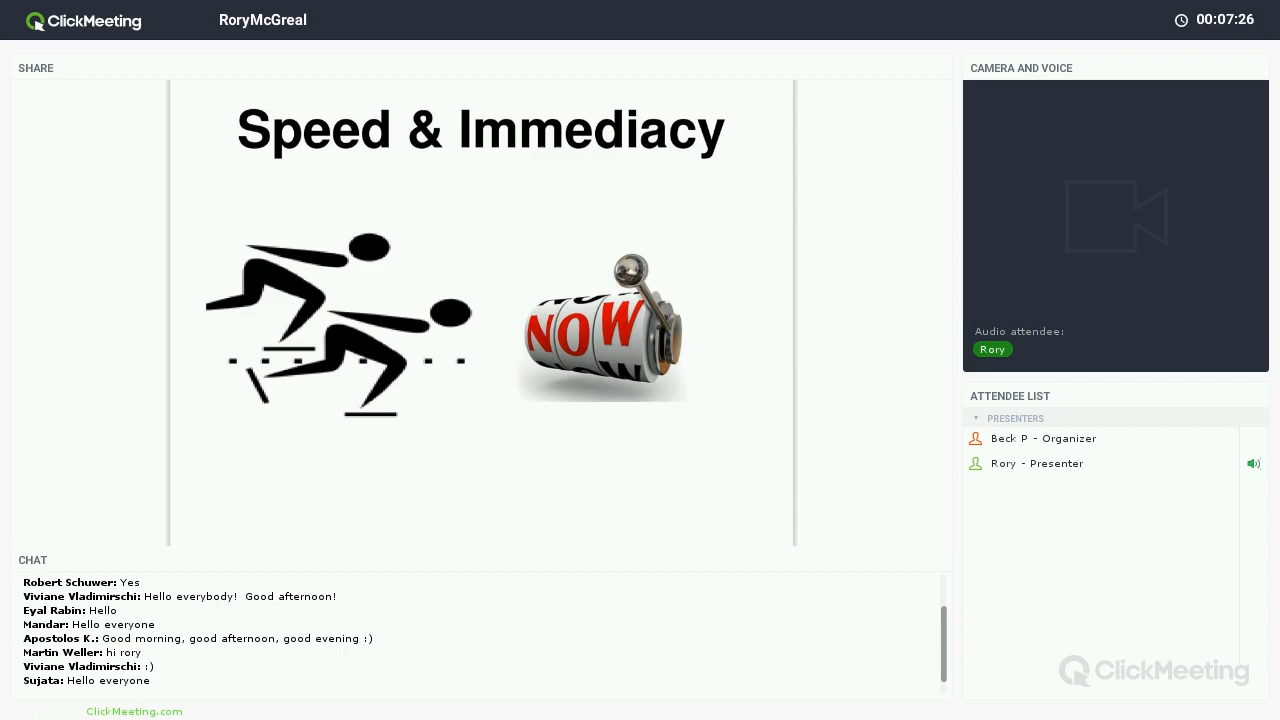 ClickMeeting
RoryMcGreal
00:07:26
SHARE
Speed & Immediacy
NOW
CHAT
Robert Schuwer: Yes
Viviane Vladimirschi: Hello everybody!  Good afternoon!
Eyal Rabin: Hello
Mandar: Hello everyone
Apostolos K.: Good morning, good afternoon, good evening :)
Martin Weller: hi rory
Viviane Vladimirschi: :)
Sujata: Hello everyone
CAMERA AND VOICE
Audio attendee:
Rory
ATTENDEE LIST
PRESENTERS
Beck P - Organizer
Rory - Presenter
ClickMeeting
ClickMeeting.com